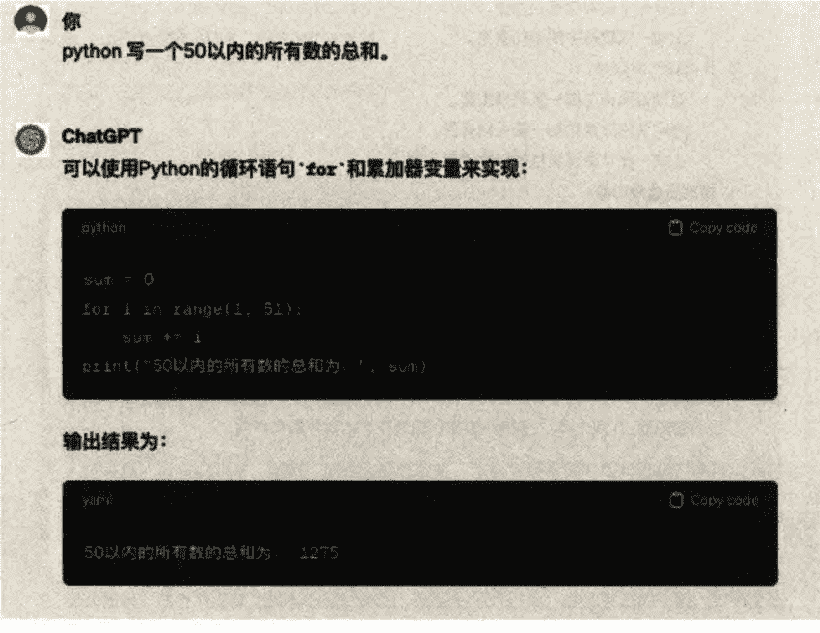 你
python 写一个50以内的所有数的总和。
ChatGPT
可以使用Python的循环语句`for`和累加器变量来实现：
python
Copy code
sum = 0
for i in range(1, 51):
sum += i
print("50以内的所有数的总和为：", sum)
输出结果为：
yaml
Copy code
50以内的所有数的总和为： 1275